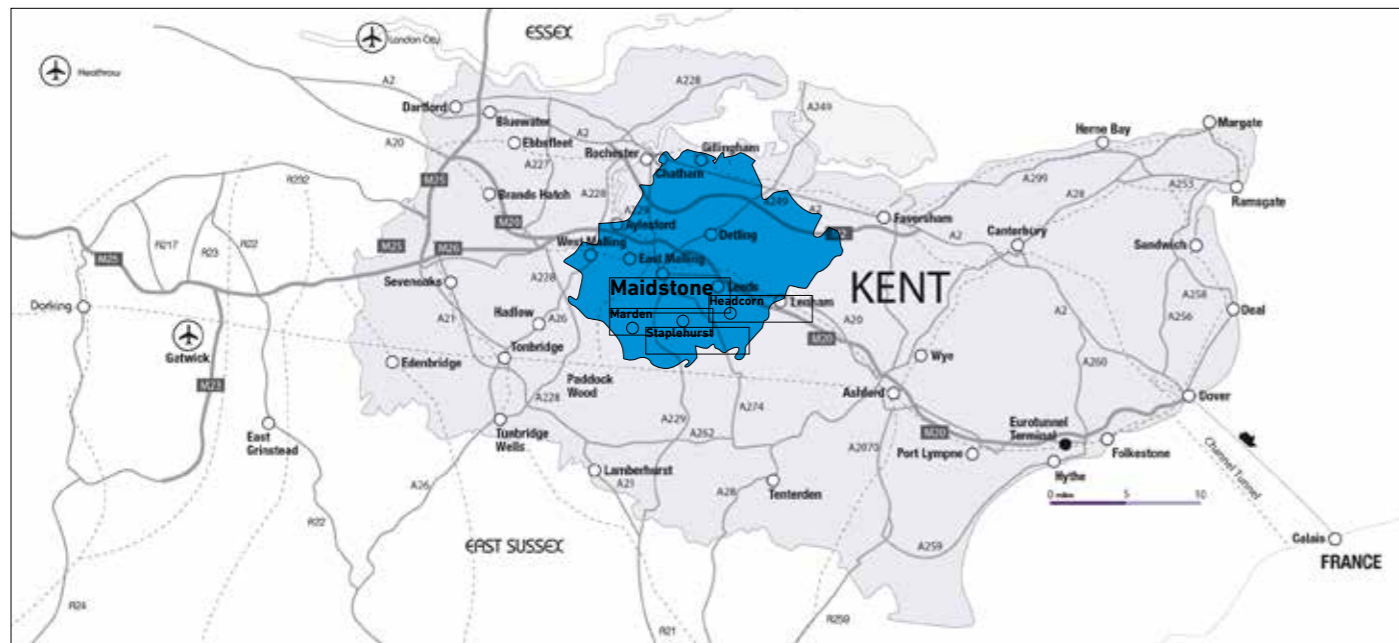 ESSEX
London City
Heathrow
A2
A228
Dartford
Bluewater
A249
Margate
A2
Herne Bay
A20
Ebbsfleet
Rochester
Gillingham
A227
Chatham
A299
A28
A253
M25
R232
Brands Hatch
A228
A229
A249
A2
Ramsgate
M20
Aylesford
Faversham
R217
R23
R22
M25
M26
West Malling
Detling
A2
Canterbury
Sandwich
M25
East Malling
Sevenoaks
A228
Maidstone
Leeds
KENT
A258
Dorking
Headcorn
Lenham
Hadlow
A26
Marden
A20
A2
A256
Deal
A21
Staplehurst
M20
Gatwick
Tonbridge
Wye
A260
Edenbridge
M23
Paddock
Wood
A228
Ashford
Dover
A229
A274
East
Grinstead
Tunbridge
Wells
A262
A2070
M20
Eurotunnel
Terminal
Port Lympne
Folkestone
Channel Tunnel
Lamberhurst
A21
Hythe
A26
A28
Tenterden
0 miles
5
10
R22
EAST SUSSEX
A259
Calais
FRANCE
R24
R21
R259